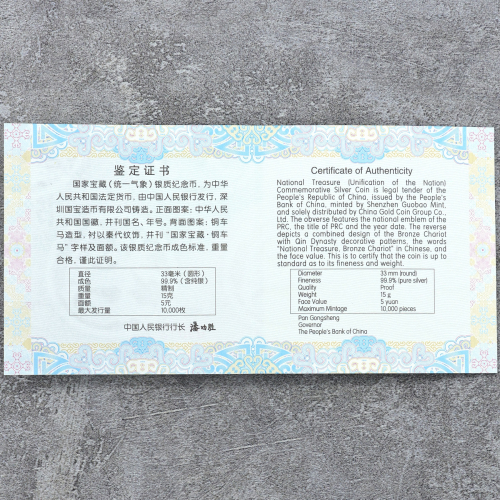 鉴定证书
国家宝藏（统一气象）银质纪念币，为中华
人民共和国法定货币，由中国人民银行发行，深
圳国宝造币有限公司铸造。正面图案：中华人
民共和国国徽，并刊国名、年号。背面图案：铜车
马造型，衬以秦代纹饰，并刊“国家宝藏·铜车
马”字样及面额。该银质纪念币成色标准，重量
合格，谨此证明。
直径 33毫米（圆形）
成色 99.9%（含纯银）
质量 精制
重量 15克
面额 5元
最大发行量 10,000枚
中国人民银行行长 潘功胜
Certificate of Authenticity
National Treasure (Unification of the Nation)
Commemorative Silver Coin is legal tender of the
People's Republic of China, issued by the People's
Bank of China, minted by Shenzhen Guobao Mint,
and solely distributed by China Gold Coin Group Co.,
Ltd. The obverse features the national emblem of the
PRC, the title of PRC and the year date. The reverse
depicts a combined design of the Bronze Chariot
with Qin Dynasty decorative patterns, the words
"National Treasure, Bronze Chariot" in Chinese, and
the face value. This is to certify that the coin is up to
standard as to its fineness and weight.
Diameter 33 mm (round)
Fineness 99.9% (pure silver)
Quality Proof
Weight 15 g
Face Value 5 yuan
Maximum Mintage 10,000 pieces
Pan Gongsheng
Governor
The People's Bank of China